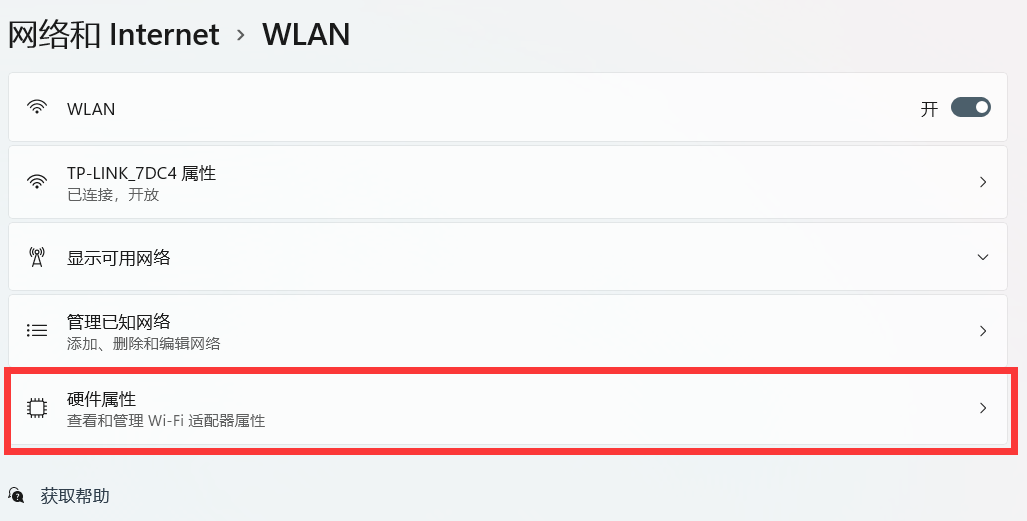 网络和 Internet › WLAN
WLAN 开
TP-LINK_7DC4 属性
已连接，开放
显示可用网络
管理已知网络
添加、删除和编辑网络
硬件属性
查看和管理 Wi-Fi 适配器属性
获取帮助